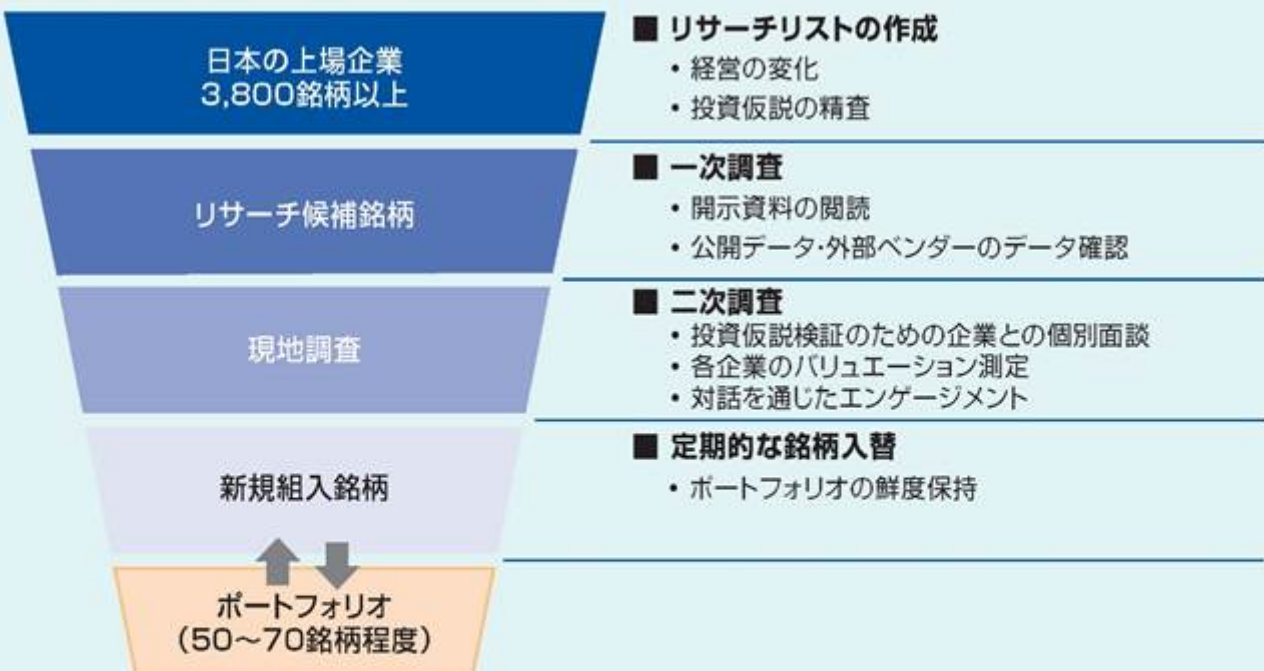 日本の上場企業
3,800銘柄以上
■ リサーチリストの作成
・経営の変化
・投資仮説の精査
リサーチ候補銘柄
■ 一次調査
・開示資料の閲読
・公開データ・外部ベンダーのデータ確認
現地調査
■ 二次調査
・投資仮説検証のための企業との個別面談
・各企業のバリュエーション測定
・対話を通じたエンゲージメント
新規組入銘柄
■ 定期的な銘柄入替
・ポートフォリオの鮮度保持
ポートフォリオ
(50～70銘柄程度)